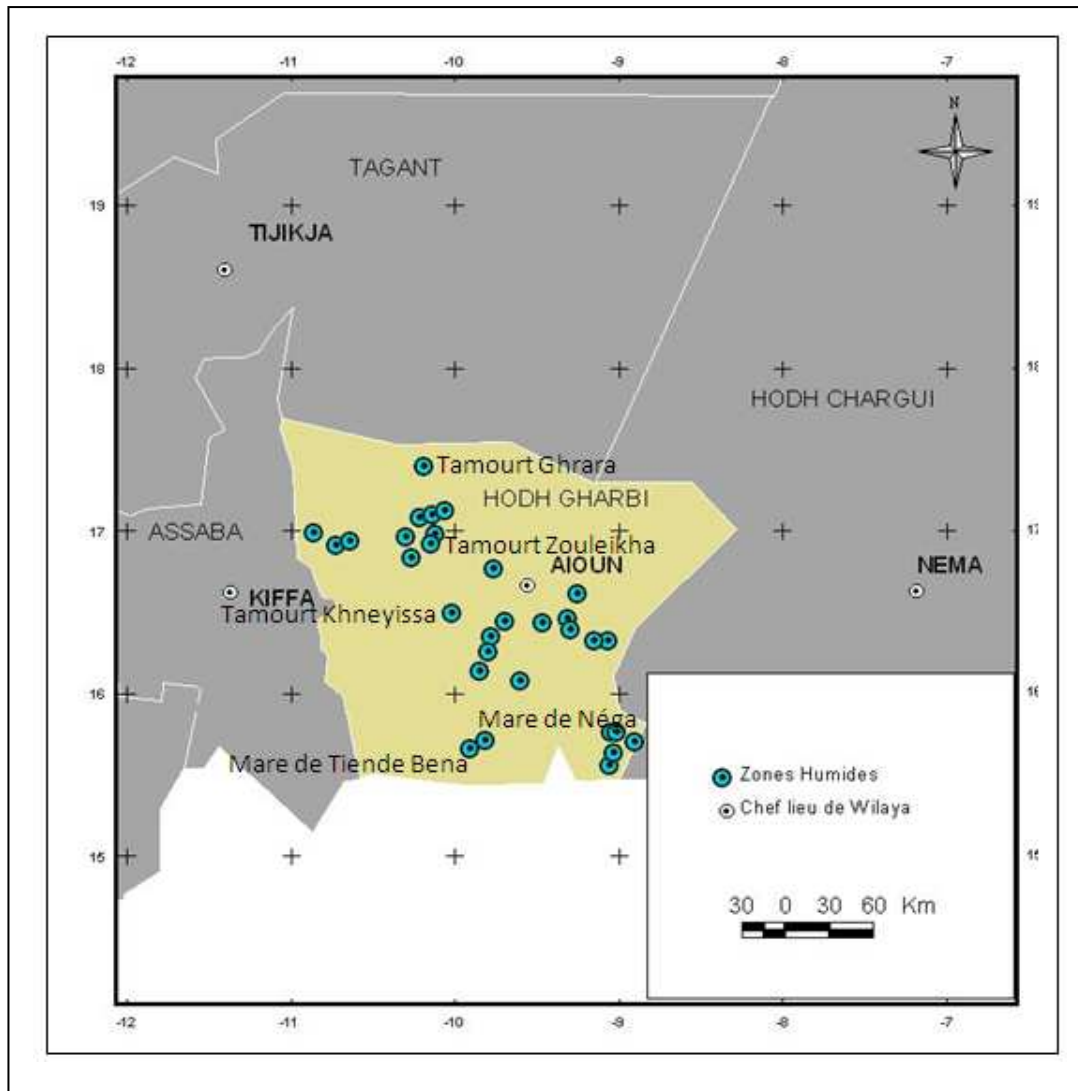 -12 -11 -10 -9 -8 -7
N
TAGANT
19
TIJIKJA
18 18
HODH CHARGUI
Tamourt Ghrara
HODH GHARBI
17
ASSABA
Tamourt Zouleikha
AIOUN
NEMA
KIFFA
Tamourt Khneyissa
16
Mare de Néga
Mare de Tiende Bena
Zones Humides
Chef lieu de Wilaya
15
30 0 30 60 Km
-12 -11 -10 -9 -8 -7